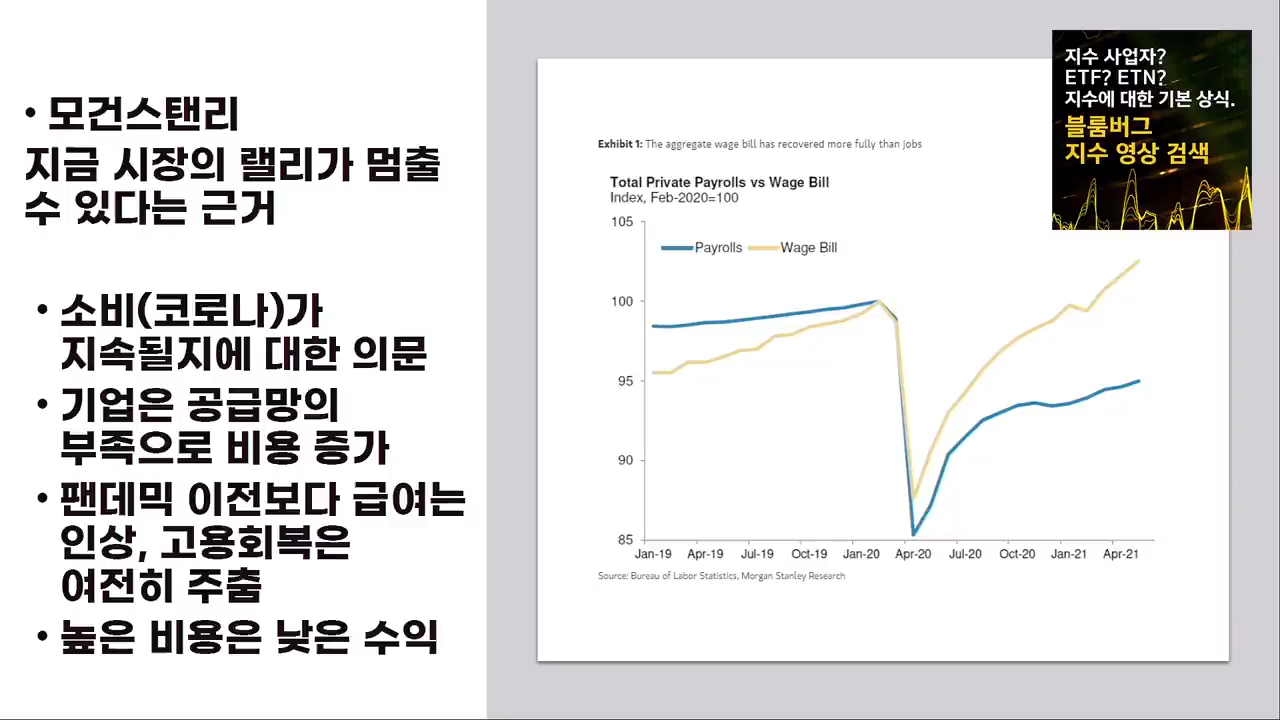 • 모건스탠리
지금 시장의 랠리가 멈출
수 있다는 근거
• 소비(코로나)가
지속될지에 대한 의문
• 기업은 공급망의
부족으로 비용 증가
• 팬데믹 이전보다 급여는
인상, 고용회복은
여전히 주춤
• 높은 비용은 낮은 수익
지수 사업자?
ETF? ETN?
지수에 대한 기본 상식.
블룸버그
지수 영상 검색
Exhibit 1: The aggregate wage bill has recovered more fully than jobs
Total Private Payrolls vs Wage Bill
Index, Feb-2020=100
105
Payrolls Wage Bill
100
95
90
85
Jan-19 Apr-19 Jul-19 Oct-19 Jan-20 Apr-20 Jul-20 Oct-20 Jan-21 Apr-21
Source: Bureau of Labor Statistics, Morgan Stanley Research